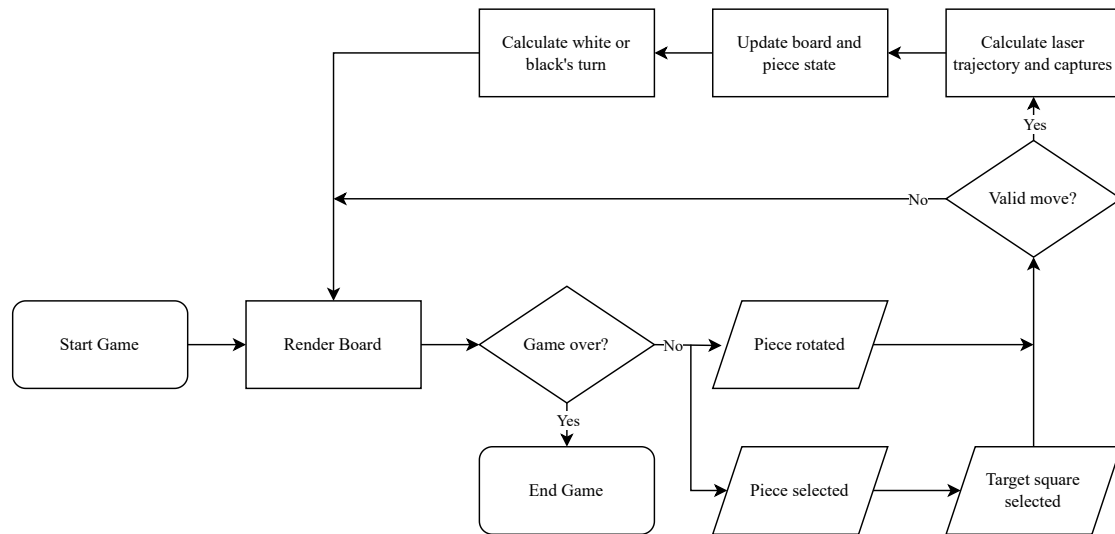 Calculate white or
black's turn
Update board and
piece state
Calculate laser
trajectory and captures
Yes
No
Valid move?
Start Game
Render Board
Game over?
No
Piece rotated
Yes
End Game
Piece selected
Target square
selected